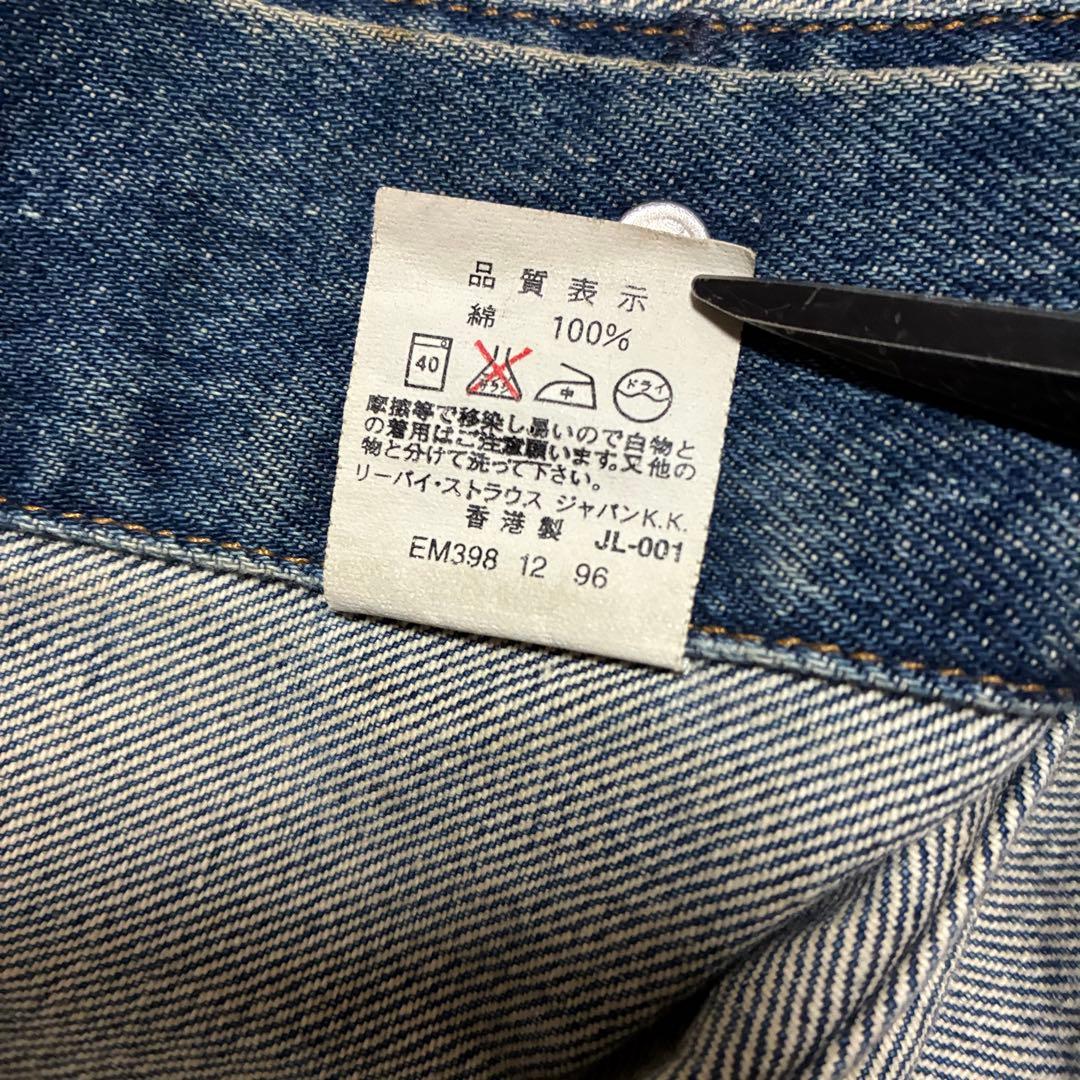 品質表示
綿 100%
40 サラシ 中 ドライ
摩擦等で移染し易いので白物と
の着用はご注意願います。又他の
物と分けて洗って下さい。
リーバイ・ストラウス ジャパンK.K.
香港製 JL-001
EM398 12 96